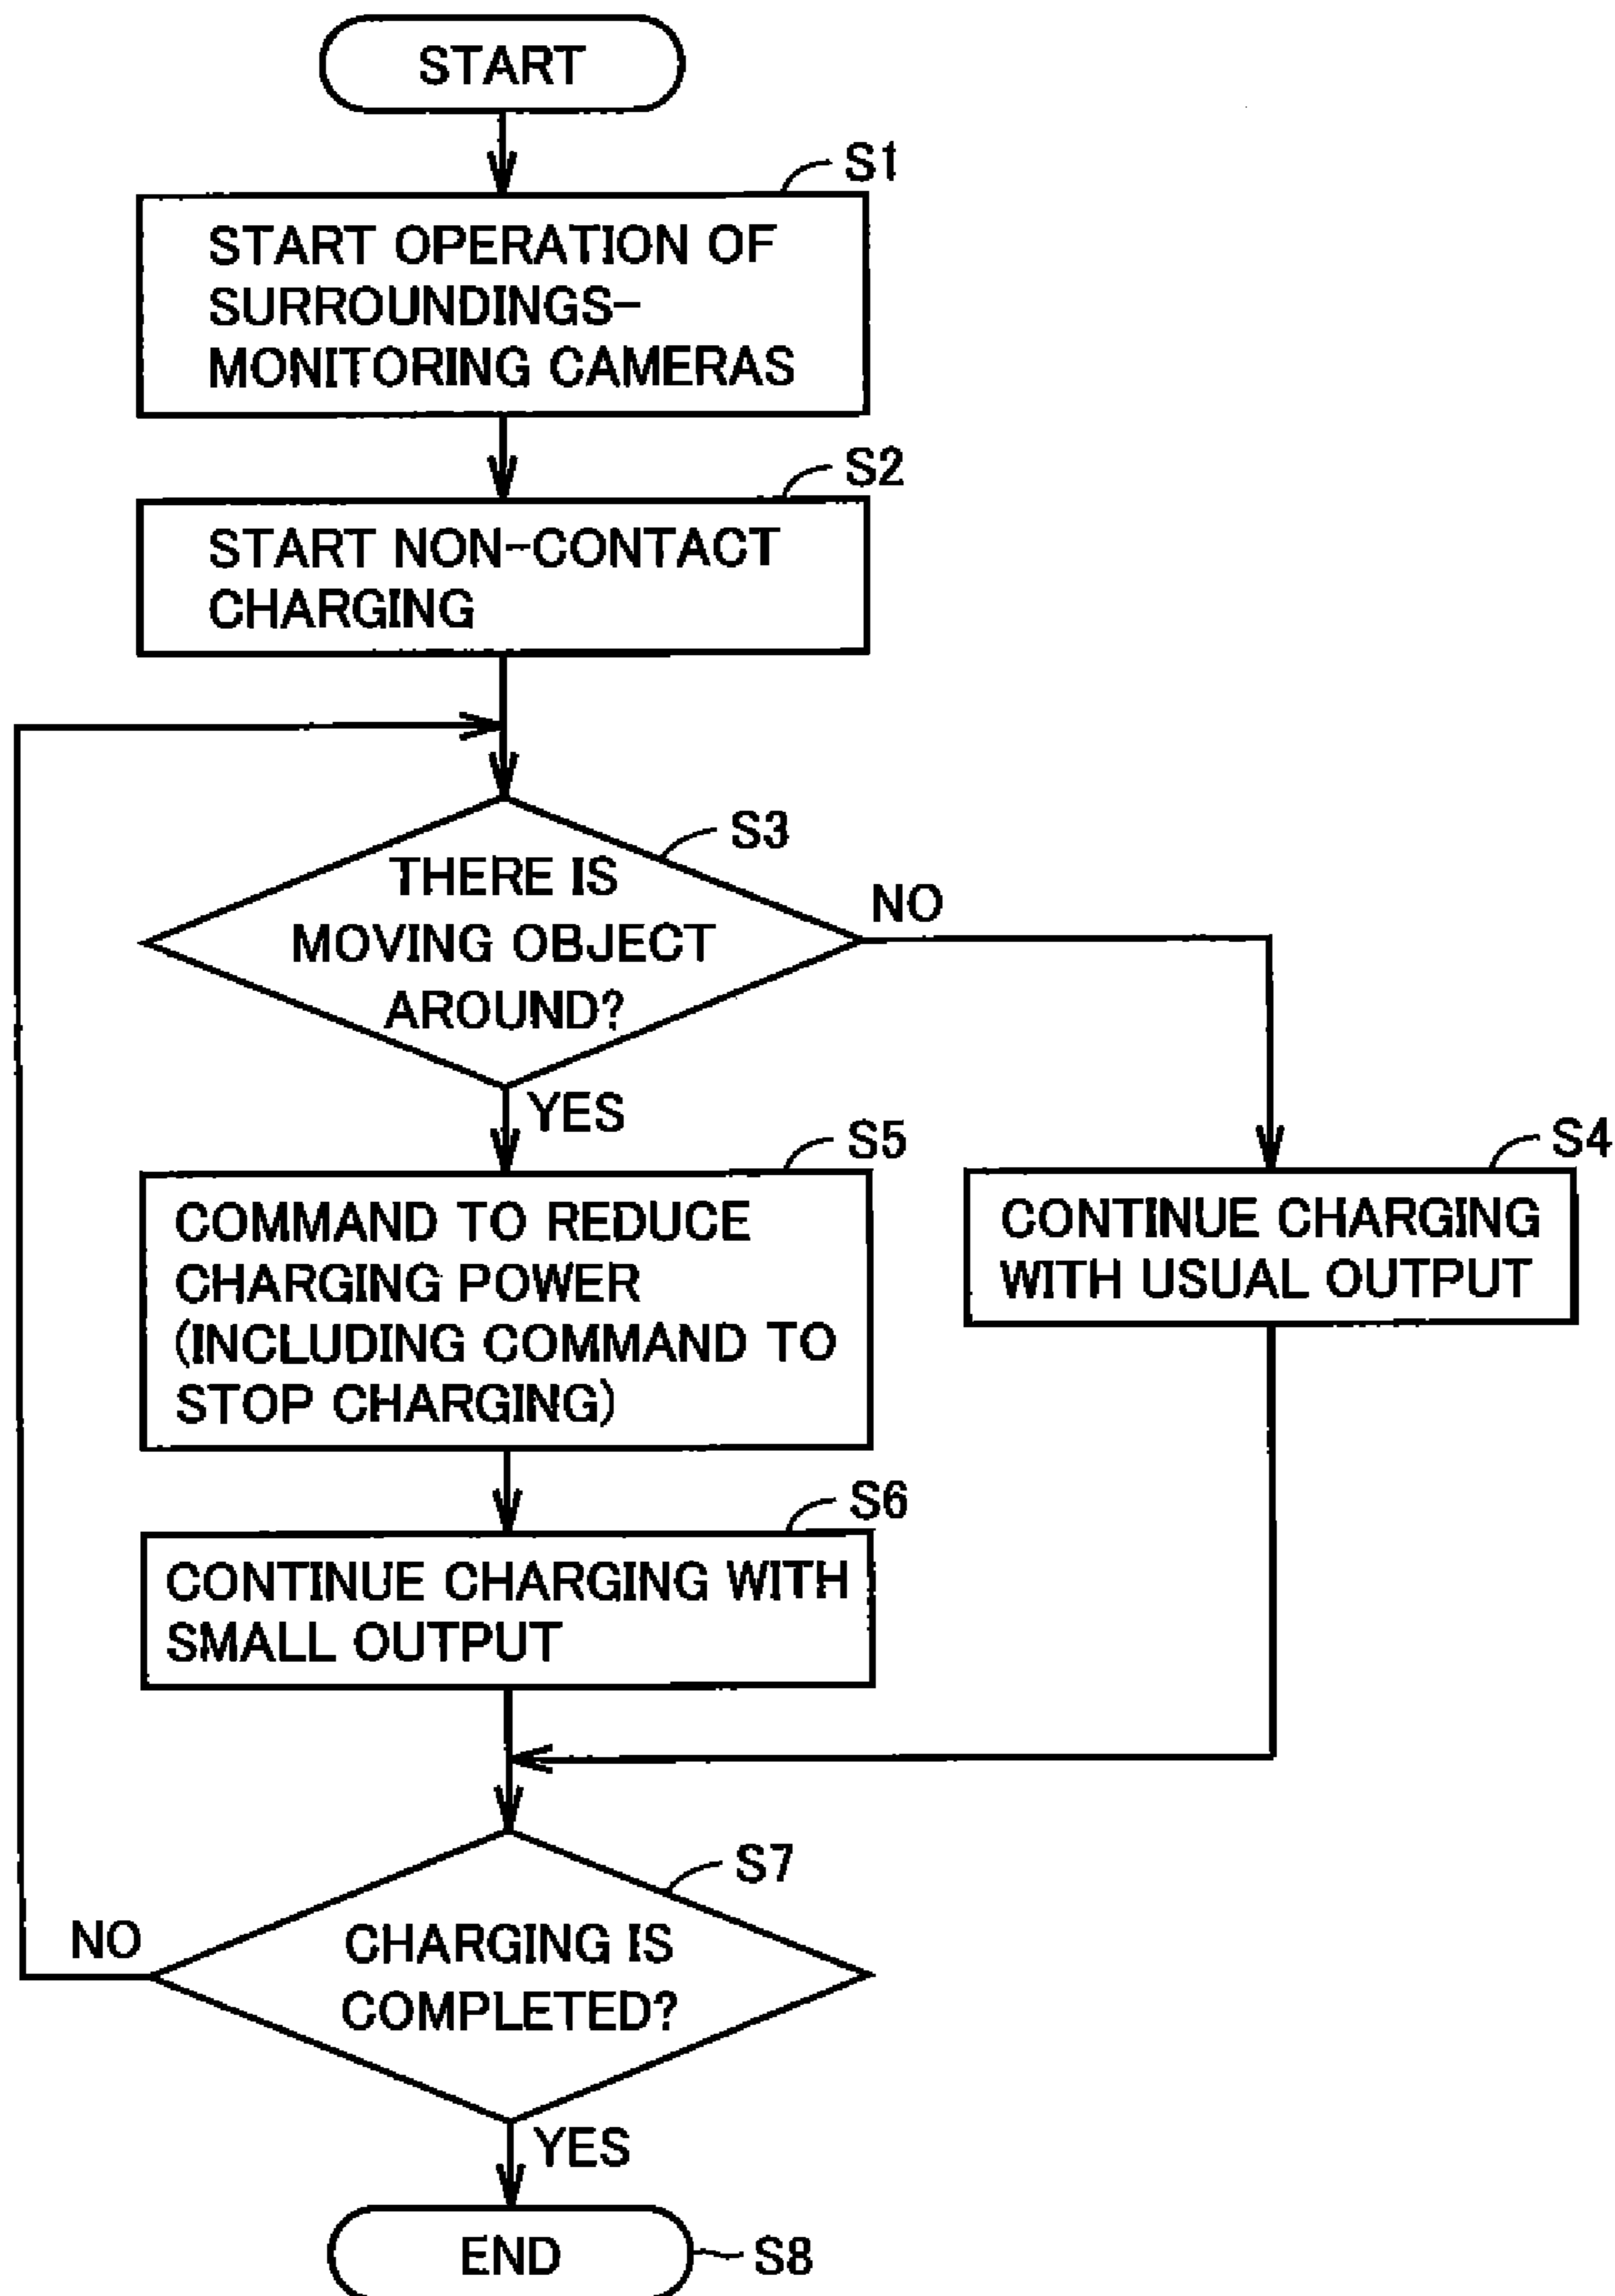 START
S1
START OPERATION OF
SURROUNDINGS-
MONITORING CAMERAS
S2
START NON-CONTACT
CHARGING
S3
THERE IS
MOVING OBJECT
AROUND?
NO
YES
S5
COMMAND TO REDUCE
CHARGING POWER
(INCLUDING COMMAND TO
STOP CHARGING)
S4
CONTINUE CHARGING
WITH USUAL OUTPUT
S6
CONTINUE CHARGING WITH
SMALL OUTPUT
S7
CHARGING IS
COMPLETED?
NO
YES
END
S8